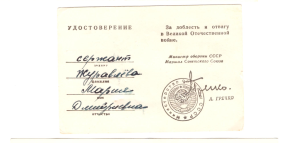 УДОСТОВЕРЕНИЕ
сержант
звание
Журавлёва
фамилия
Мария
имя
Дмитриевна
отчество
За доблесть и отвагу
в Великой Отечественной
войне.
Министр обороны СССР
Маршал Советского Союза
А. ГРЕЧКО